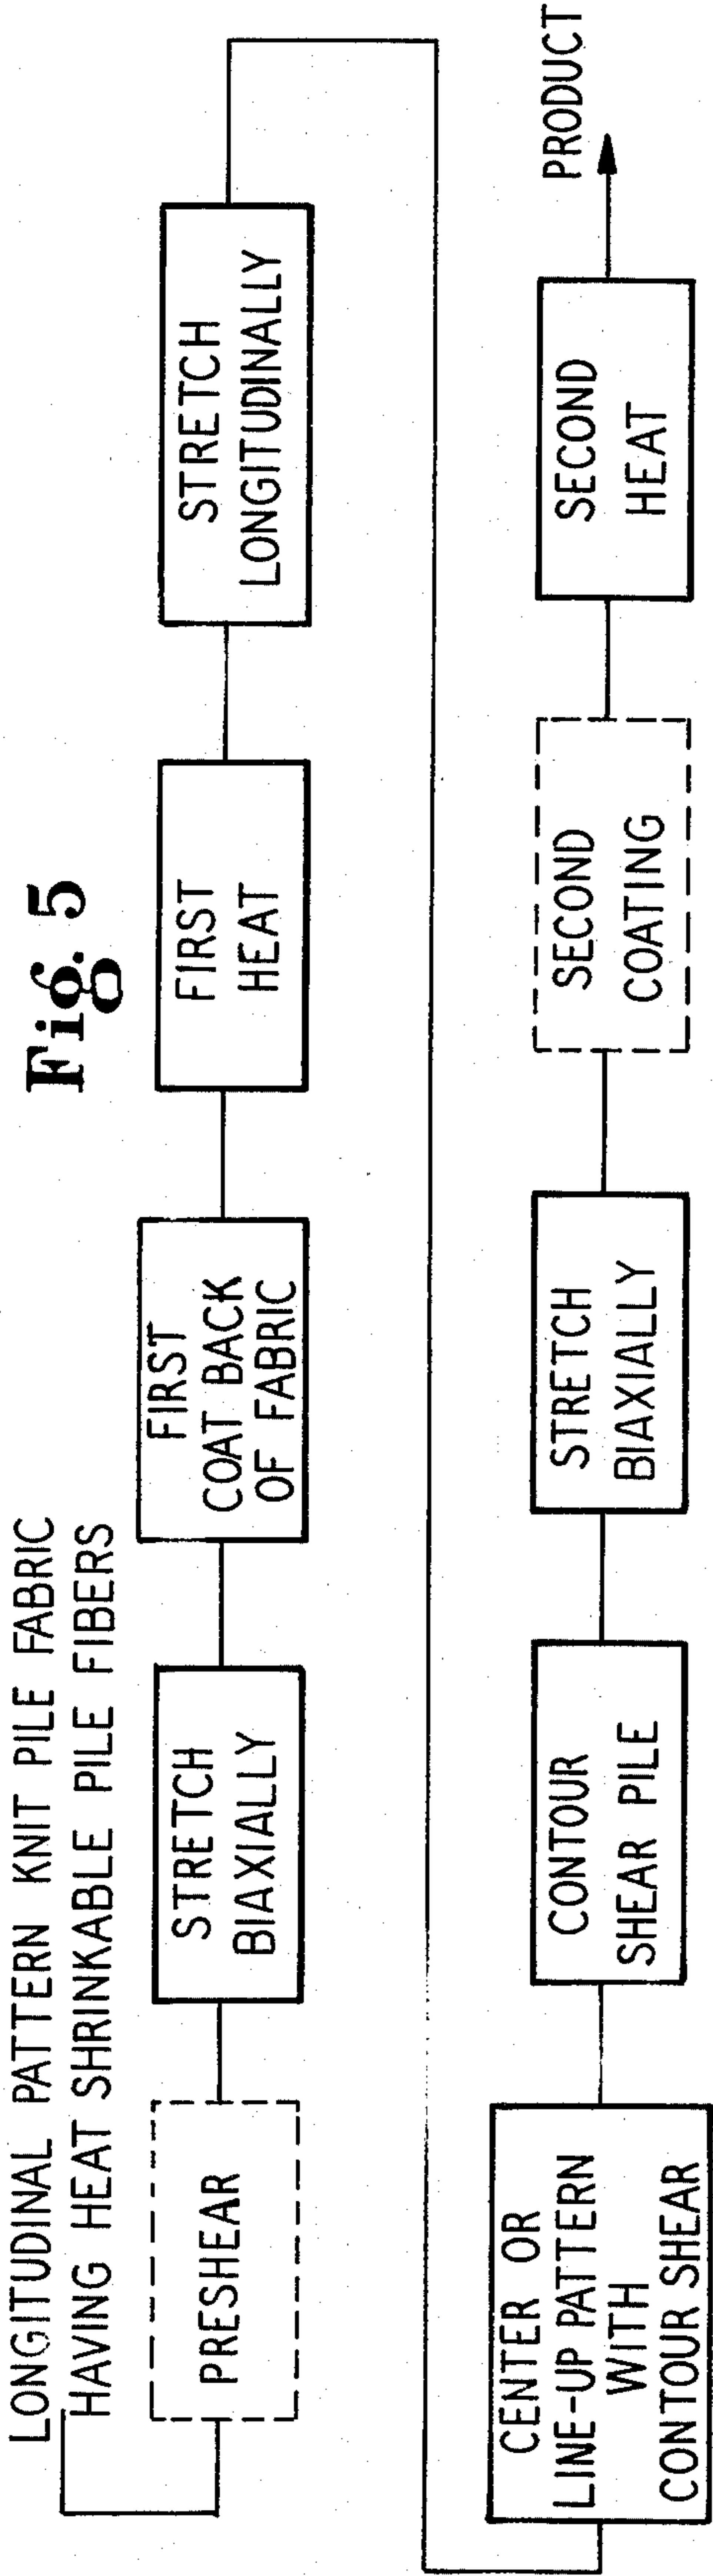 Fig. 5
LONGITUDINAL PATTERN KNIT PILE FABRIC
HAVING HEAT SHRINKABLE PILE FIBERS
PRESHEAR
STRETCH
BIAXIALLY
FIRST
COAT BACK
OF FABRIC
FIRST
HEAT
STRETCH
LONGITUDINALLY
CENTER OR
LINE-UP PATTERN
WITH
CONTOUR SHEAR
CONTOUR
SHEAR PILE
STRETCH
BIAXIALLY
SECOND
COATING
SECOND
HEAT
PRODUCT